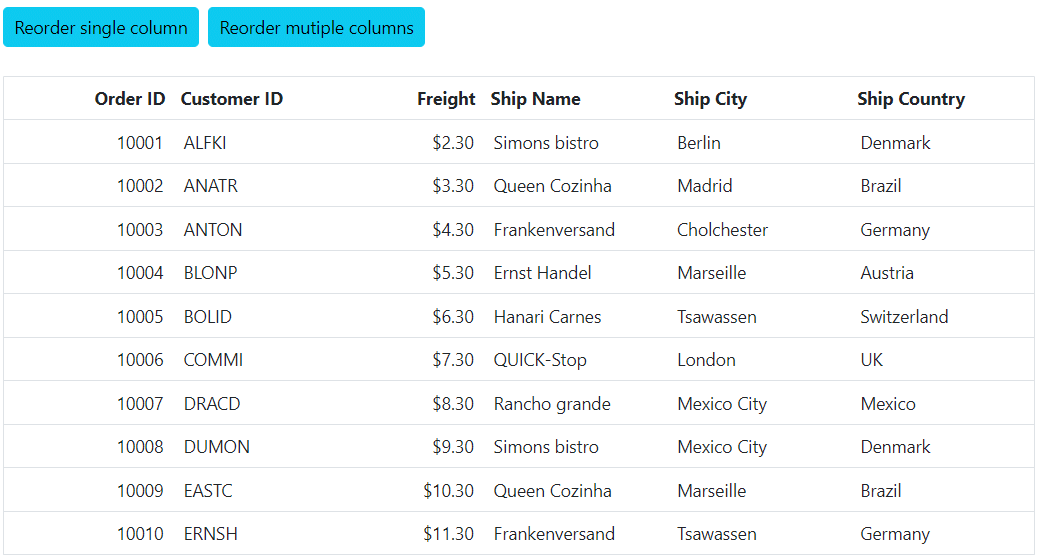 Reorder single column Reorder mutiple columns
Order ID Customer ID Freight Ship Name Ship City Ship Country
10001 ALFKI $2.30 Simons bistro Berlin Denmark
10002 ANATR $3.30 Queen Cozinha Madrid Brazil
10003 ANTON $4.30 Frankenversand Cholchester Germany
10004 BLONP $5.30 Ernst Handel Marseille Austria
10005 BOLID $6.30 Hanari Carnes Tsawassen Switzerland
10006 COMMI $7.30 QUICK-Stop London UK
10007 DRACD $8.30 Rancho grande Mexico City Mexico
10008 DUMON $9.30 Simons bistro Mexico City Denmark
10009 EASTC $10.30 Queen Cozinha Marseille Brazil
10010 ERNSH $11.30 Frankenversand Tsawassen Germany